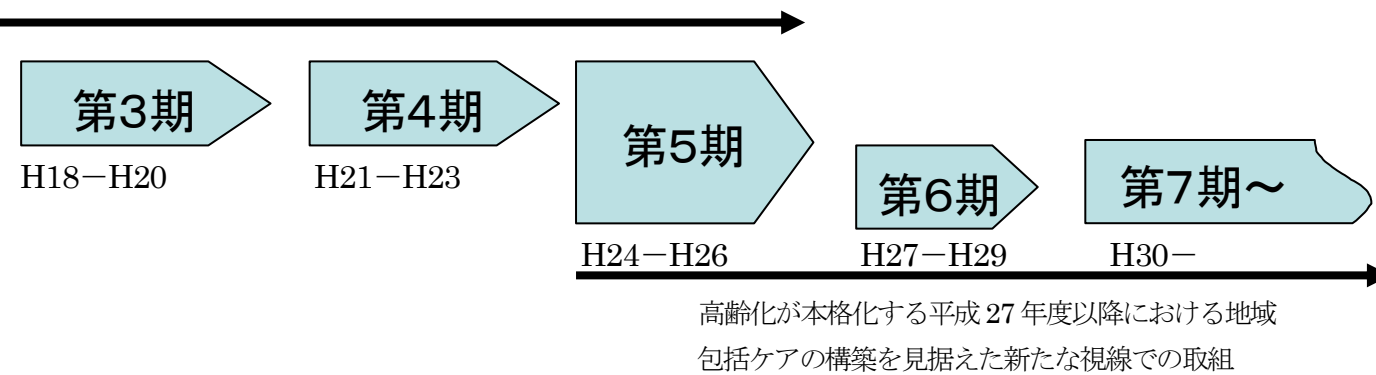 第3期
H18－H20
第4期
H21－H23
第5期
H24－H26
第6期
H27－H29
第7期～
H30－
高齢化が本格化する平成 27 年度以降における地域
包括ケアの構築を見据えた新たな視線での取組